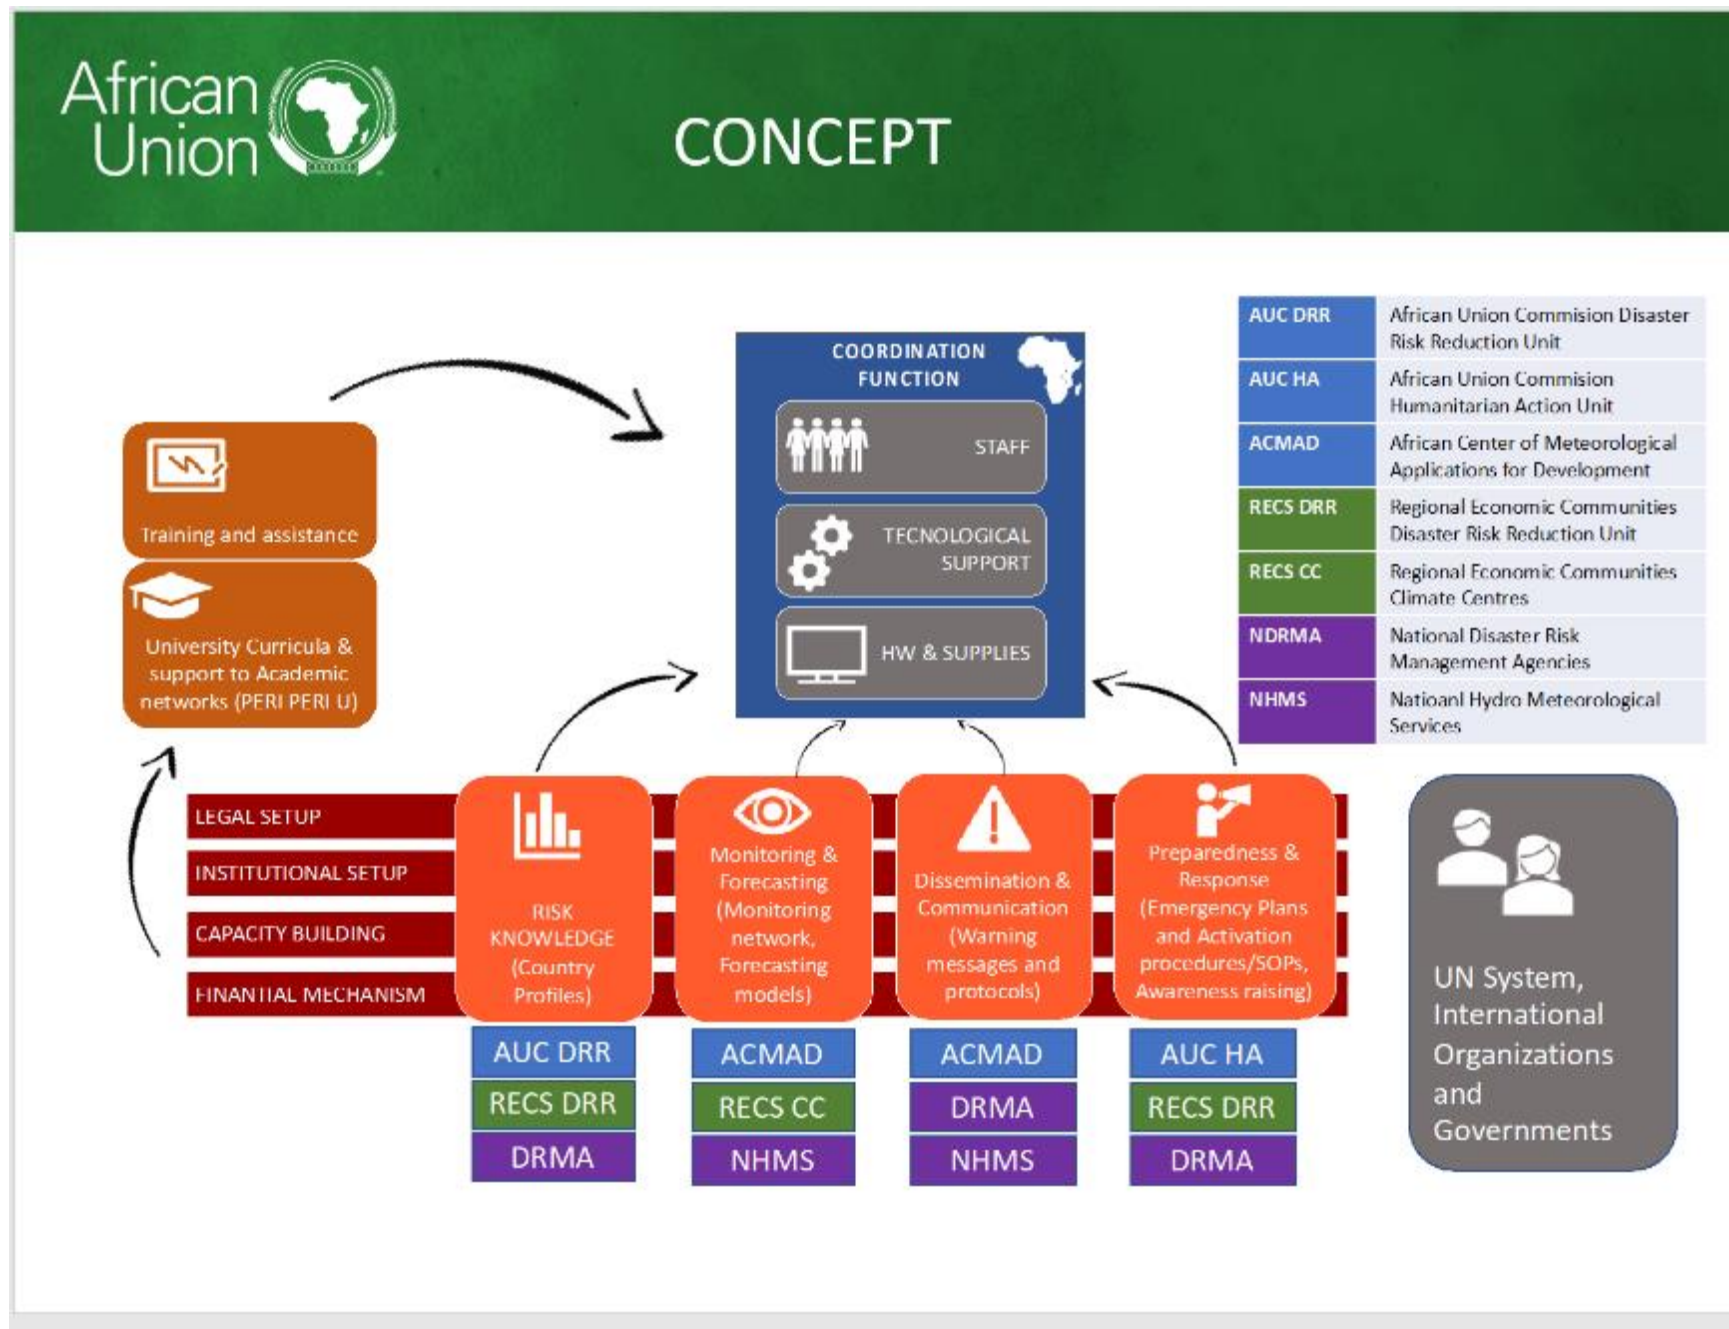 African
Union
CONCEPT
COORDINATION
FUNCTION
STAFF
TECNOLOGICAL
SUPPORT
HW & SUPPLIES
Training and assistance
University Curricula &
support to Academic
networks (PERI PERI U)
AUC DRR
African Union Commision Disaster
Risk Reduction Unit
AUC HA
African Union Commision
Humanitarian Action Unit
ACMAD
African Center of Meteorological
Applications for Development
RECS DRR
Regional Economic Communities
Disaster Risk Reduction Unit
RECS CC
Regional Economic Communities
Climate Centres
NDRMA
National Disaster Risk
Management Agencies
NHMS
Natioanl Hydro Meteorological
Services
LEGAL SETUP
INSTITUTIONAL SETUP
CAPACITY BUILDING
FINANTIAL MECHANISM
RISK
KNOWLEDGE
(Country
Profiles)
Monitoring &
Forecasting
(Monitoring
network,
Forecasting
models)
Dissemination &
Communication
(Warning
messages and
protocols)
Preparedness &
Response
(Emergency Plans
and Activation
procedures/SOPs,
Awareness raising)
AUC DRR
RECS DRR
DRMA
ACMAD
RECS CC
NHMS
ACMAD
DRMA
NHMS
AUC HA
RECS DRR
DRMA
UN System,
International
Organizations
and
Governments